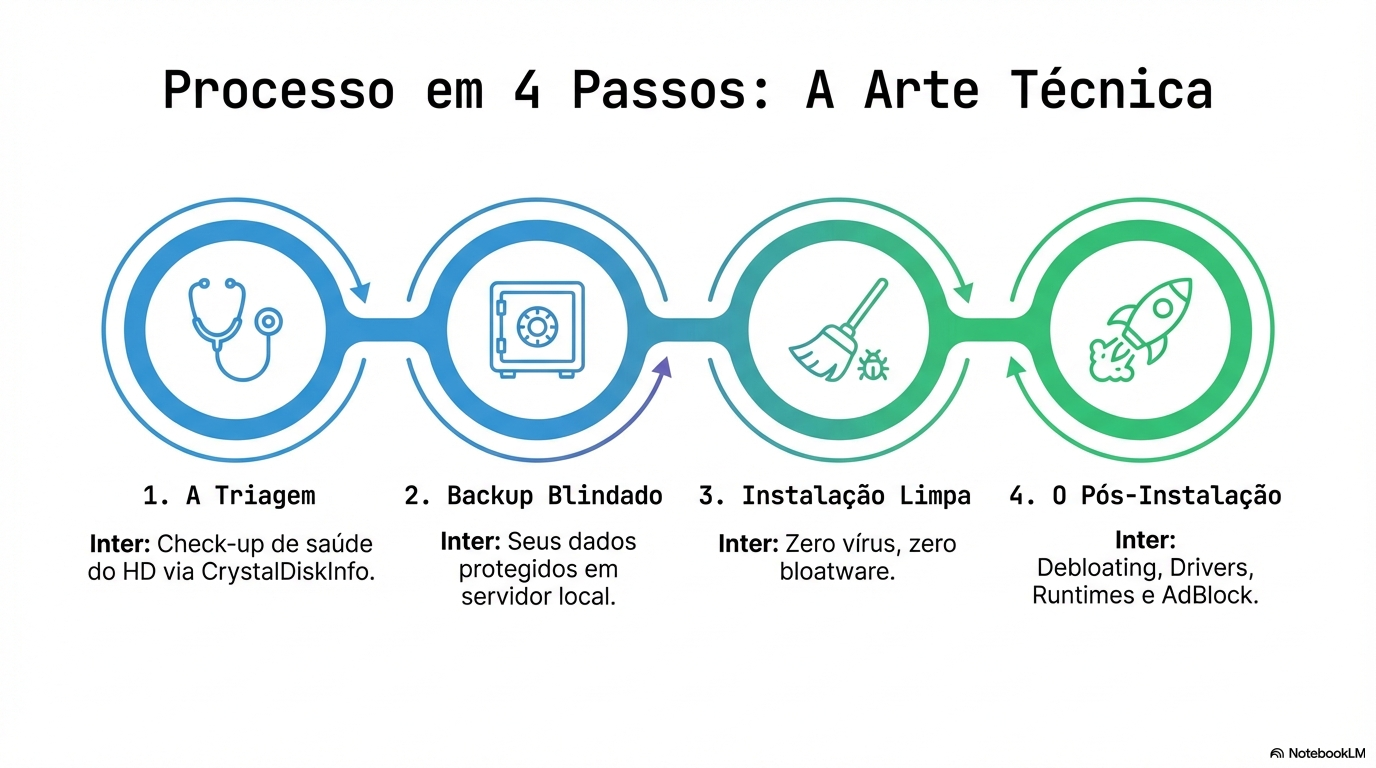 Processo em 4 Passos: A Arte Técnica
1. A Triagem
Inter: Check-up de saúde
do HD via CrystalDiskInfo.
2. Backup Blindado
Inter: Seus dados
protegidos em
servidor local.
3. Instalação Limpa
Inter: Zero vírus, zero
bloatware.
4. O Pós-Instalação
Inter:
Debloating, Drivers,
Runtimes e AdBlock.
NotebookLM